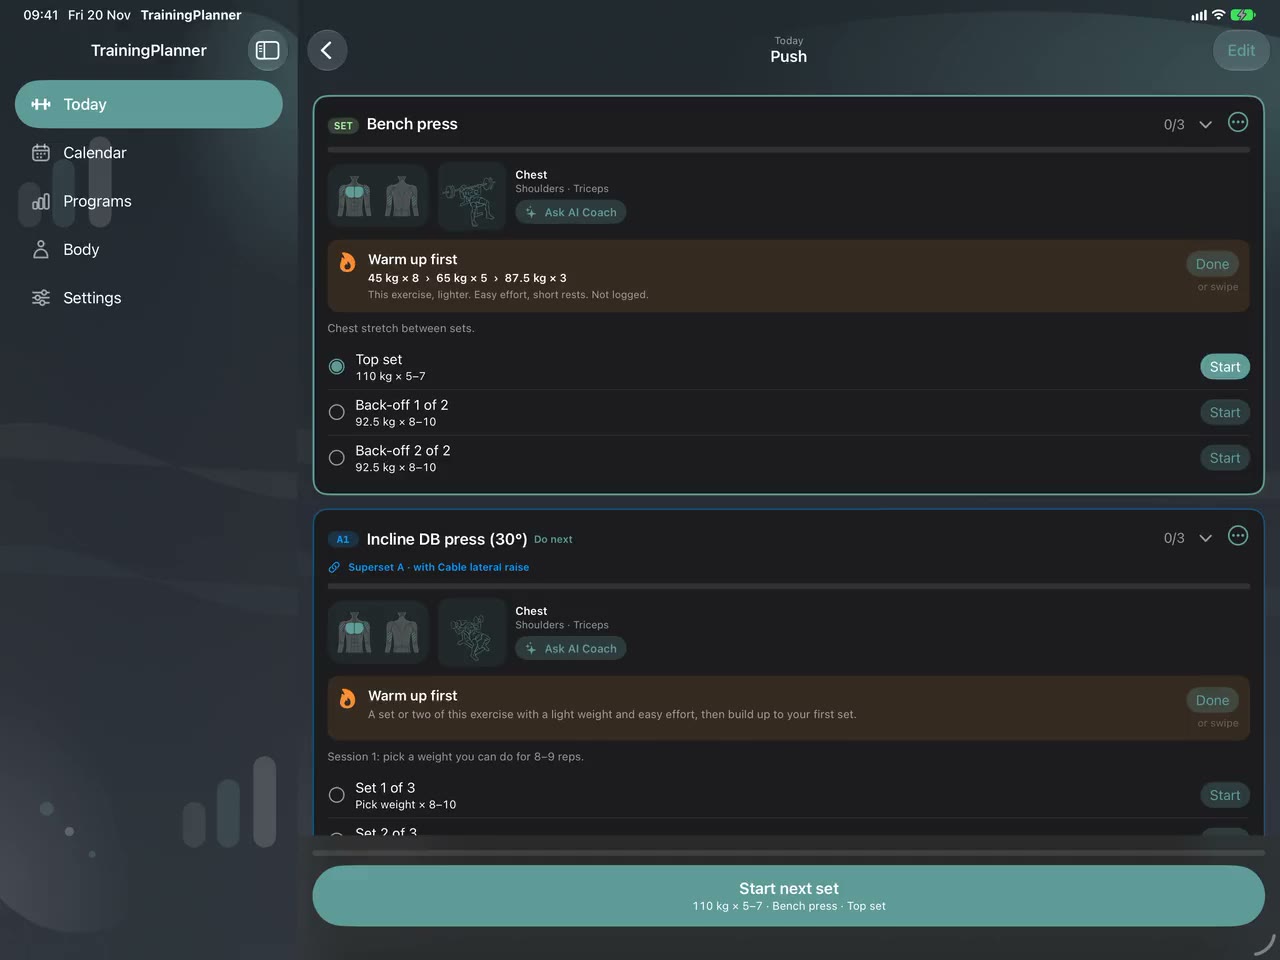 09:41 Fri 20 Nov TrainingPlanner
TrainingPlanner
Today
Calendar
Programs
Body
Settings
Today
Push
Edit
SET Bench press 0/3
Chest
Shoulders · Triceps
Ask AI Coach
Warm up first
45 kg × 8 › 65 kg × 5 › 87.5 kg × 3
This exercise, lighter. Easy effort, short rests. Not logged.
Done
or swipe
Chest stretch between sets.
Top set
110 kg × 5–7
Start
Back-off 1 of 2
92.5 kg × 8–10
Start
Back-off 2 of 2
92.5 kg × 8–10
Start
A1 Incline DB press (30°) Do next 0/3
Superset A · with Cable lateral raise
Chest
Shoulders · Triceps
Ask AI Coach
Warm up first
A set or two of this exercise with a light weight and easy effort, then build up to your first set.
Done
or swipe
Session 1: pick a weight you can do for 8–9 reps.
Set 1 of 3
Pick weight × 8–10
Start
Set 2 of 3
Start next set
110 kg × 5–7 · Bench press · Top set